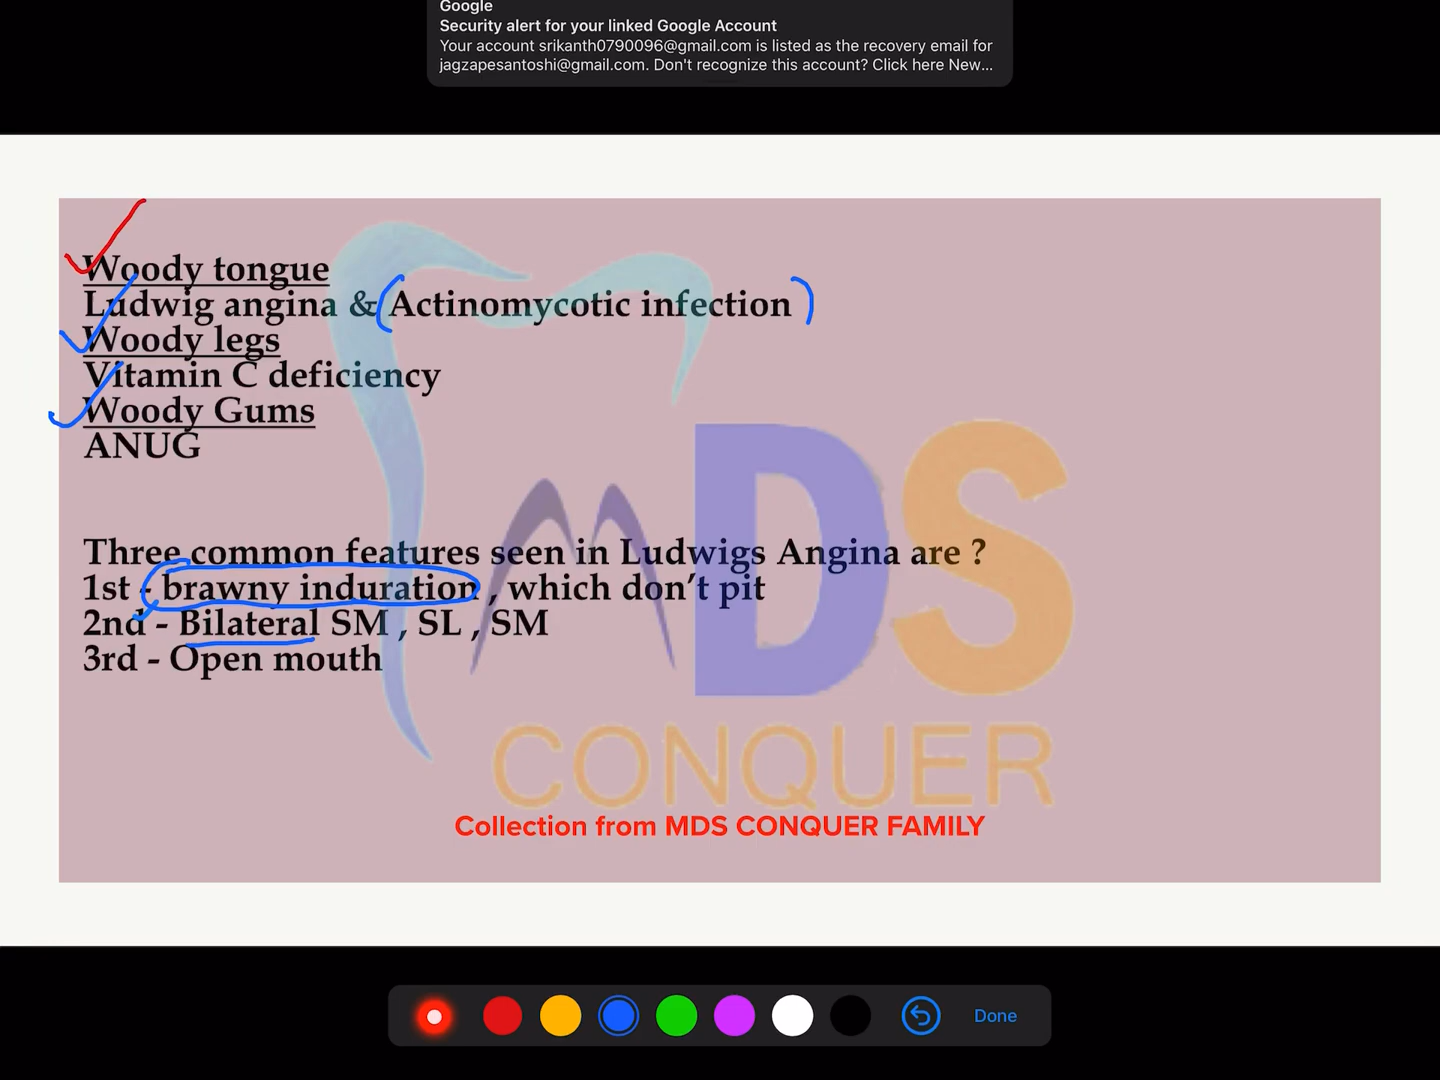 Google
Security alert for your linked Google Account
Your account srikanth0790096@gmail.com is listed as the recovery email for
jagzapesantoshi@gmail.com. Don't recognize this account? Click here New...
Woody tongue
Ludwig angina & Actinomycotic infection
Woody legs
Vitamin C deficiency
Woody Gums
ANUG
Three common features seen in Ludwigs Angina are ?
1st - brawny induration , which don't pit
2nd - Bilateral SM , SL , SM
3rd - Open mouth
MDS
CONQUER
Collection from MDS CONQUER FAMILY
Done